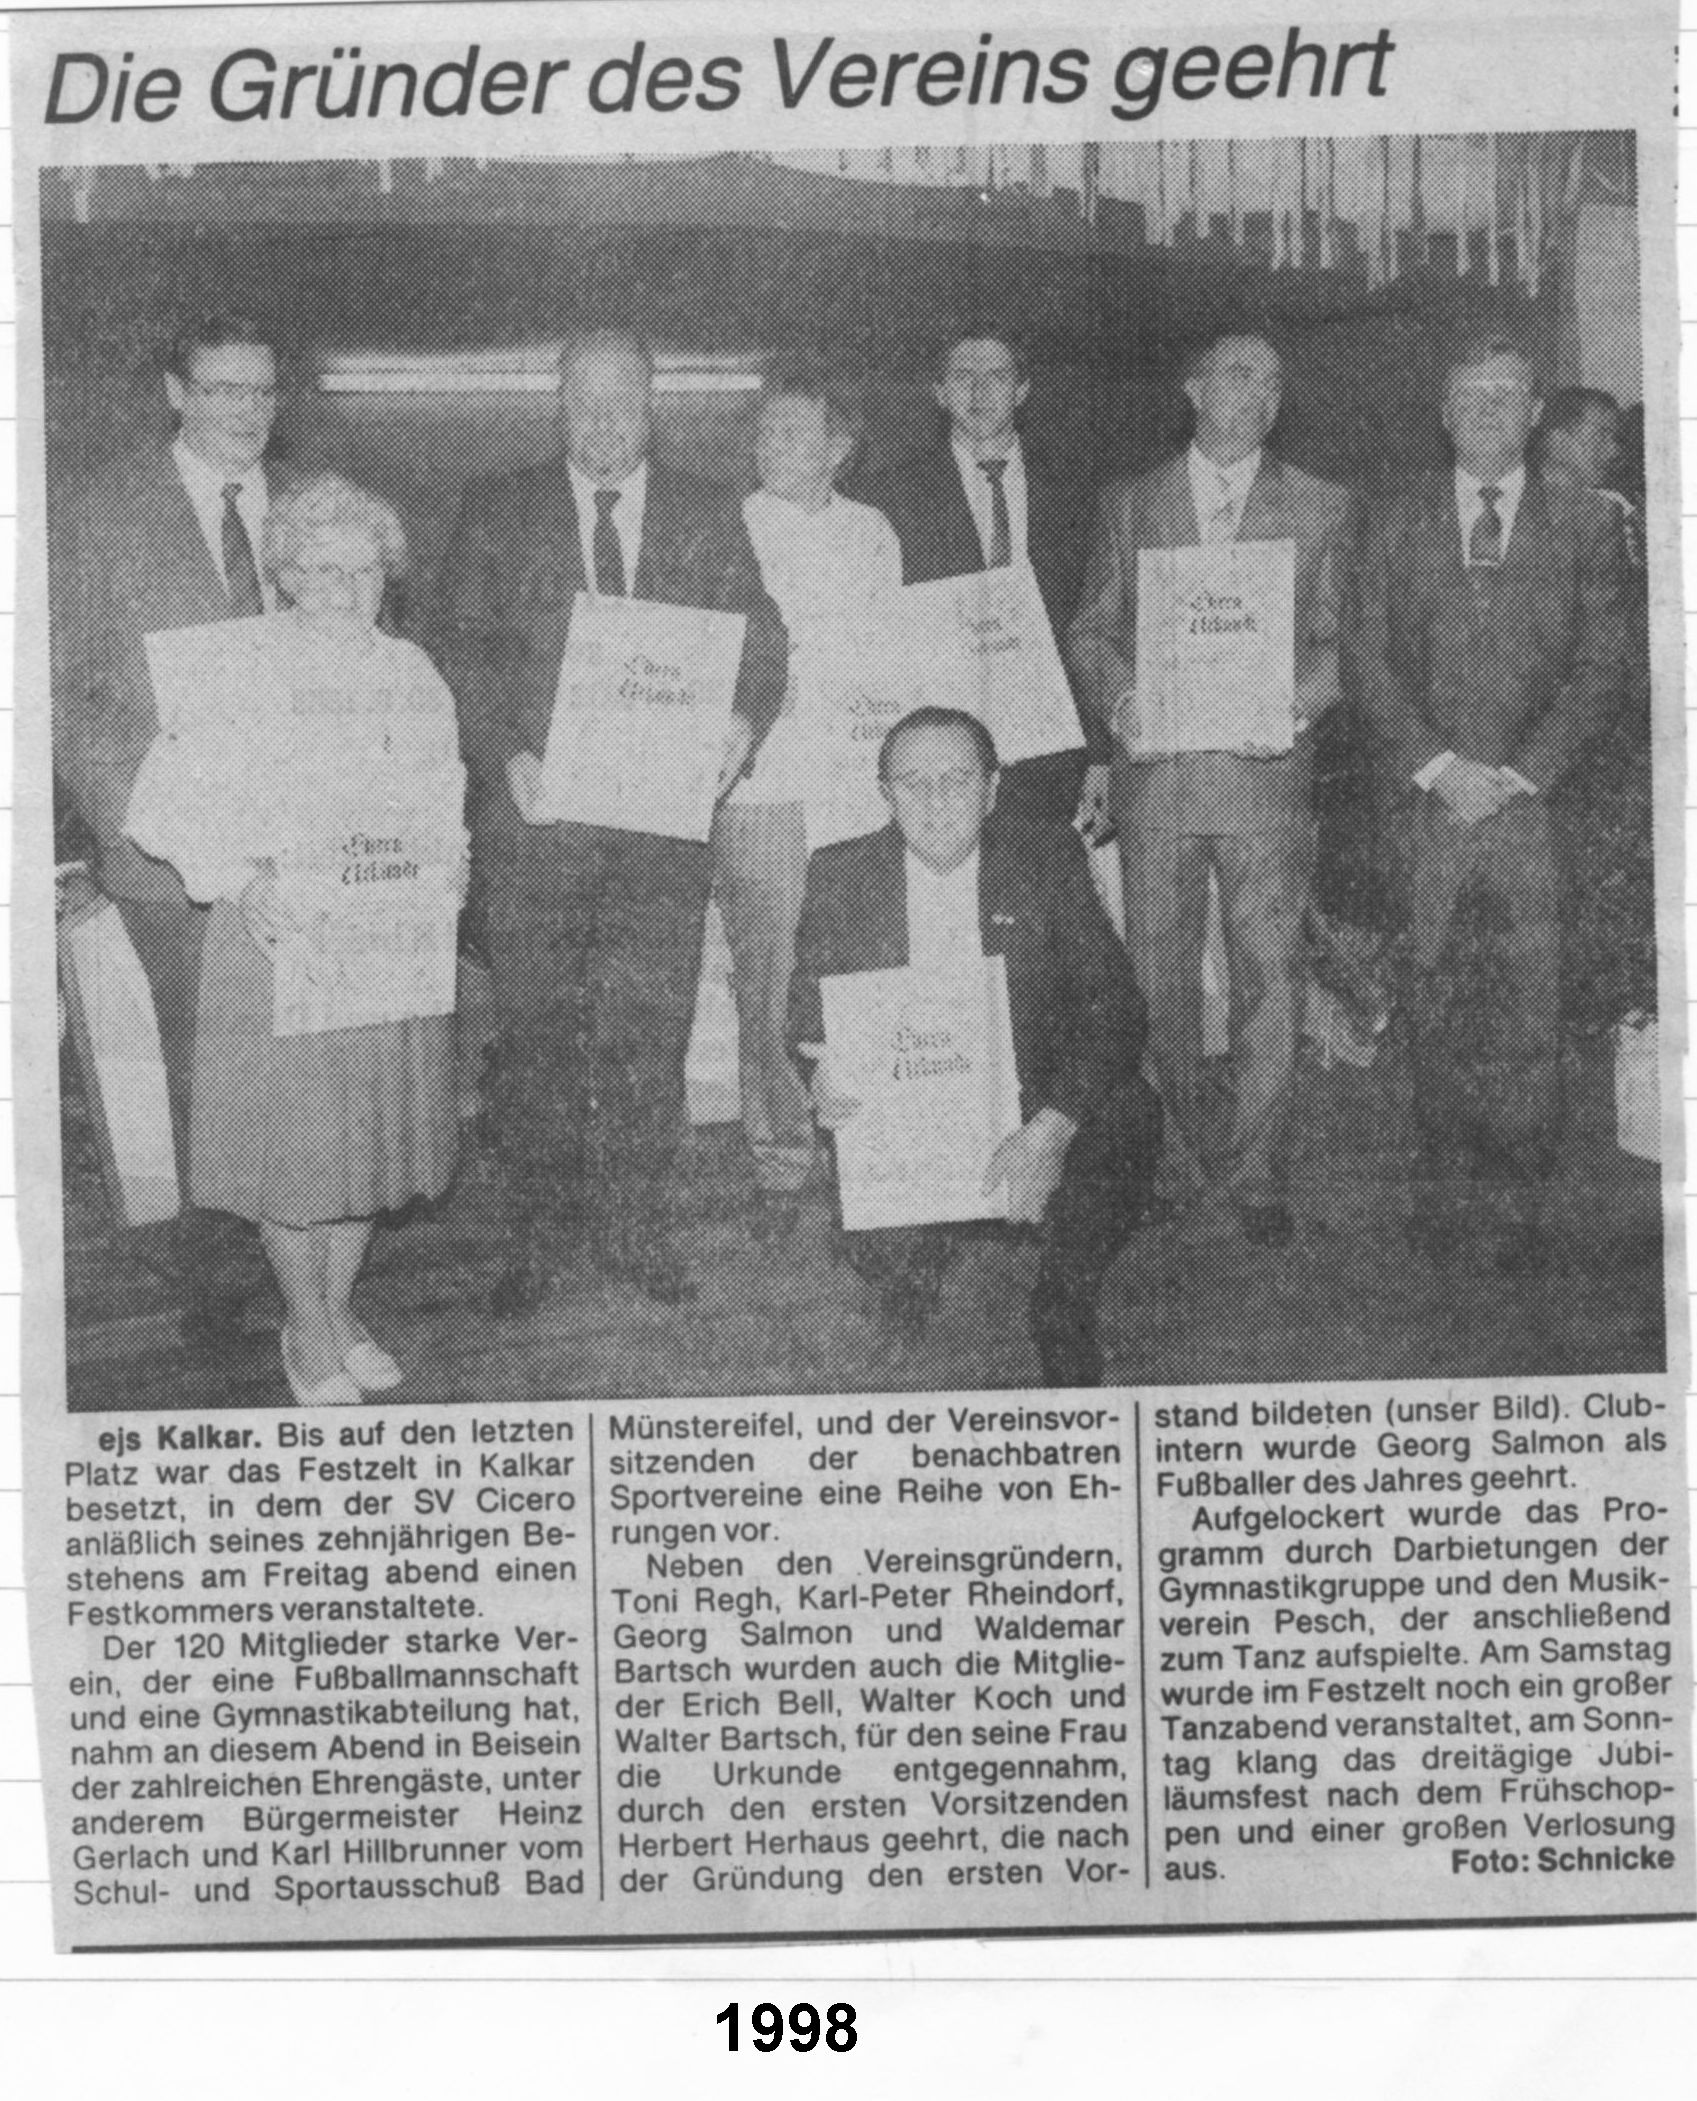 Die Gründer des Vereins geehrt
Ehren
Urkunde
Ehren
Urkunde
Ehren
Urkunde
Ehren
Urkunde
ejs Kalkar. Bis auf den letzten
Platz war das Festzelt in Kalkar
besetzt, in dem der SV Cicero
anläßlich seines zehnjährigen Be-
stehens am Freitag abend einen
Festkommers veranstaltete.
Der 120 Mitglieder starke Ver-
ein, der eine Fußballmannschaft
und eine Gymnastikabteilung hat,
nahm an diesem Abend in Beisein
der zahlreichen Ehrengäste, unter
anderem Bürgermeister Heinz
Gerlach und Karl Hillbrunner vom
Schul- und Sportausschuß Bad
Münstereifel, und der Vereinsvor-
sitzenden der benachbatren
Sportvereine eine Reihe von Eh-
rungen vor.
Neben den Vereinsgründern,
Toni Regh, Karl-Peter Rheindorf,
Georg Salmon und Waldemar
Bartsch wurden auch die Mitglie-
der Erich Bell, Walter Koch und
Walter Bartsch, für den seine Frau
die Urkunde entgegennahm,
durch den ersten Vorsitzenden
Herbert Herhaus geehrt, die nach
der Gründung den ersten Vor-
stand bildeten (unser Bild). Club-
intern wurde Georg Salmon als
Fußballer des Jahres geehrt.
Aufgelockert wurde das Pro-
gramm durch Darbietungen der
Gymnastikgruppe und den Musik-
verein Pesch, der anschließend
zum Tanz aufspielte. Am Samstag
wurde im Festzelt noch ein großer
Tanzabend veranstaltet, am Sonn-
tag klang das dreitägige Jubi-
läumsfest nach dem Frühschop-
pen und einer großen Verlosung
aus. Foto: Schnicke
1998